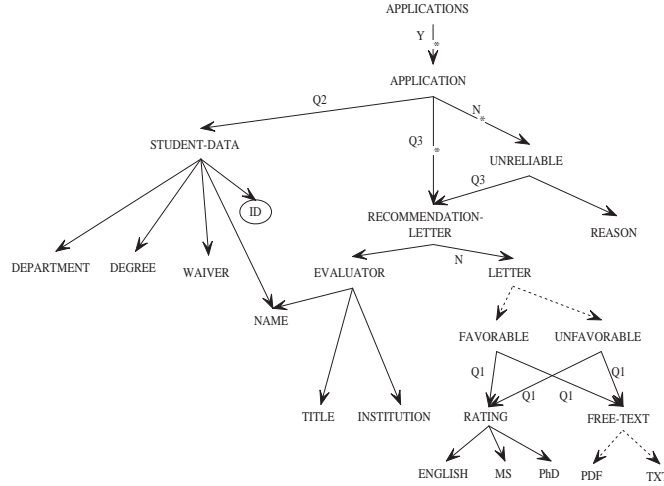 APPLICATIONS
Y
*
APPLICATION
Q2
N
*
Q3
*
STUDENT-DATA
UNRELIABLE
Q3
ID
RECOMMENDATION-
LETTER
REASON
DEPARTMENT
DEGREE
WAIVER
EVALUATOR
N
LETTER
NAME
FAVORABLE
UNFAVORABLE
Q1
Q1
Q1
Q1
TITLE
INSTITUTION
RATING
FREE-TEXT
ENGLISH
MS
PhD
PDF
TXT